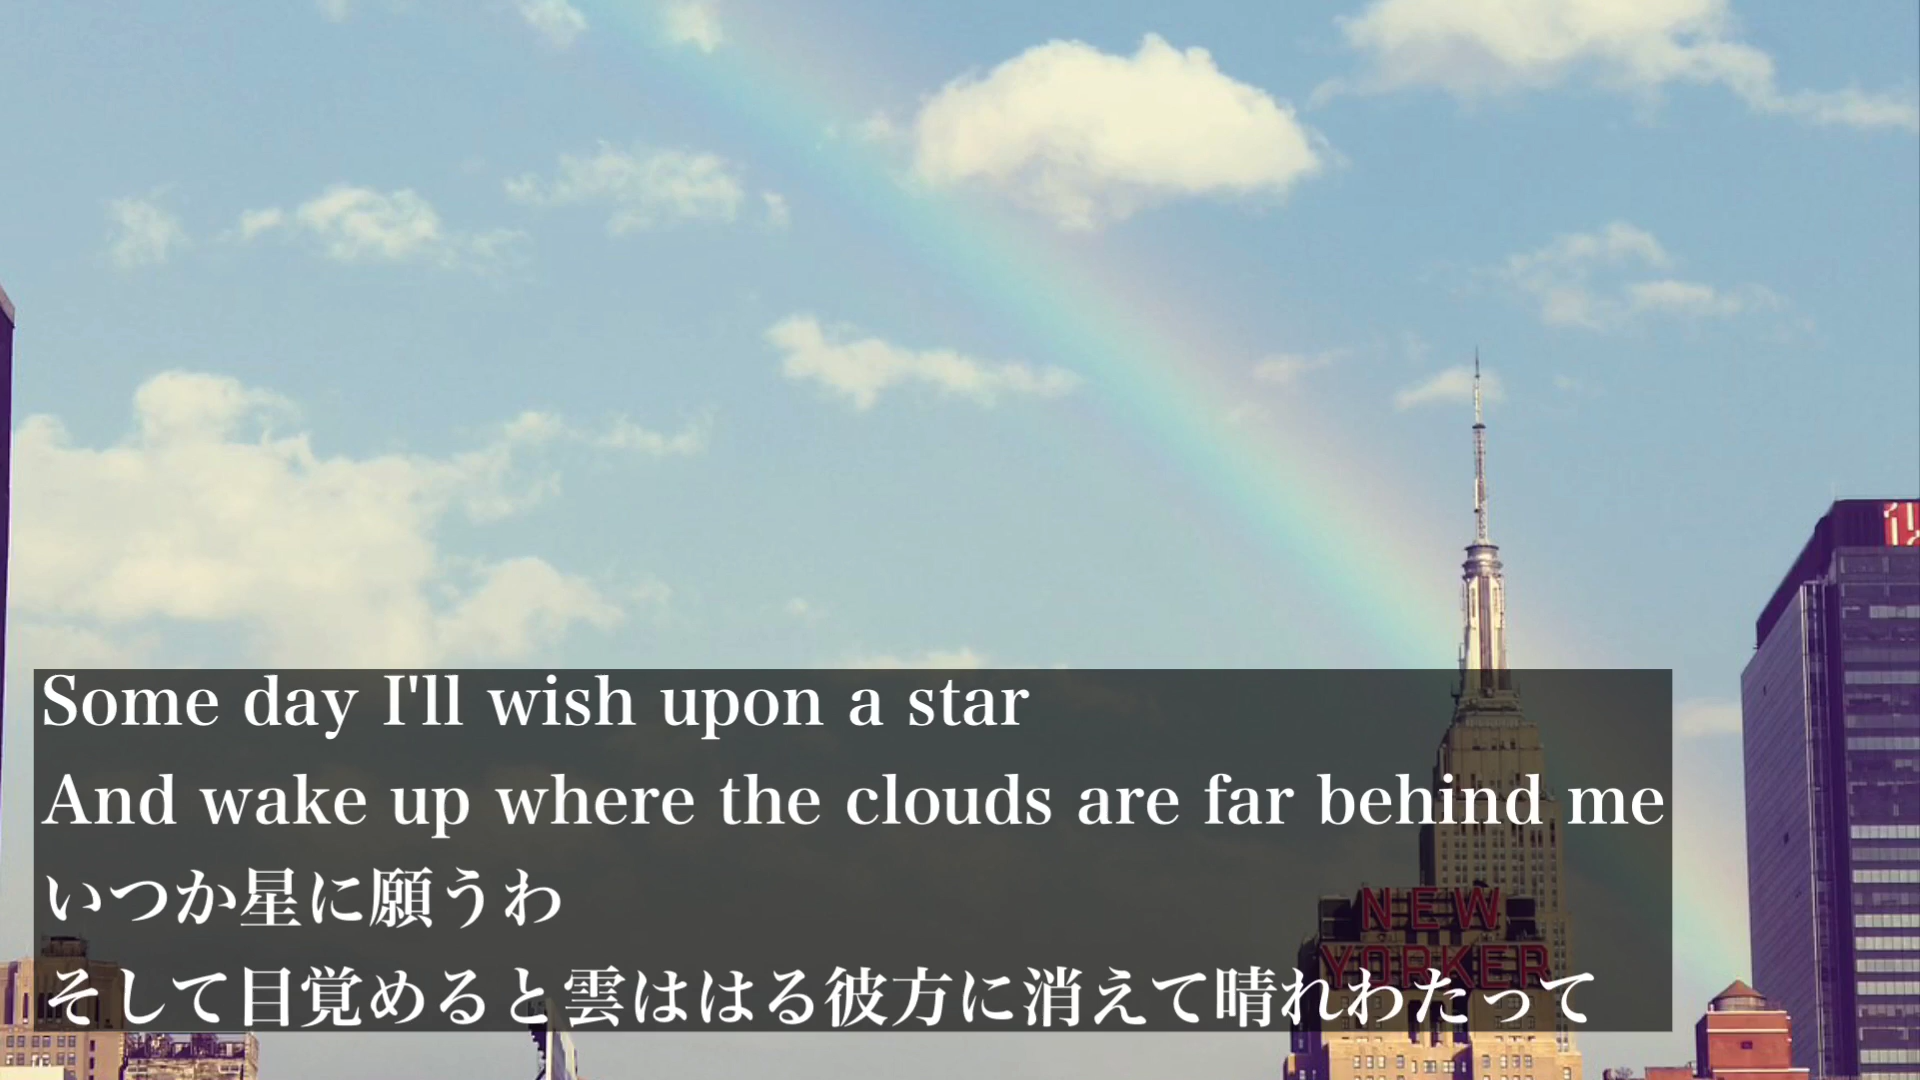 Some day I'll wish upon a star
And wake up where the clouds are far behind me
いつか星に願うわ
そして目覚めると雲ははる彼方に消えて晴れわたって
NEW
YORKER